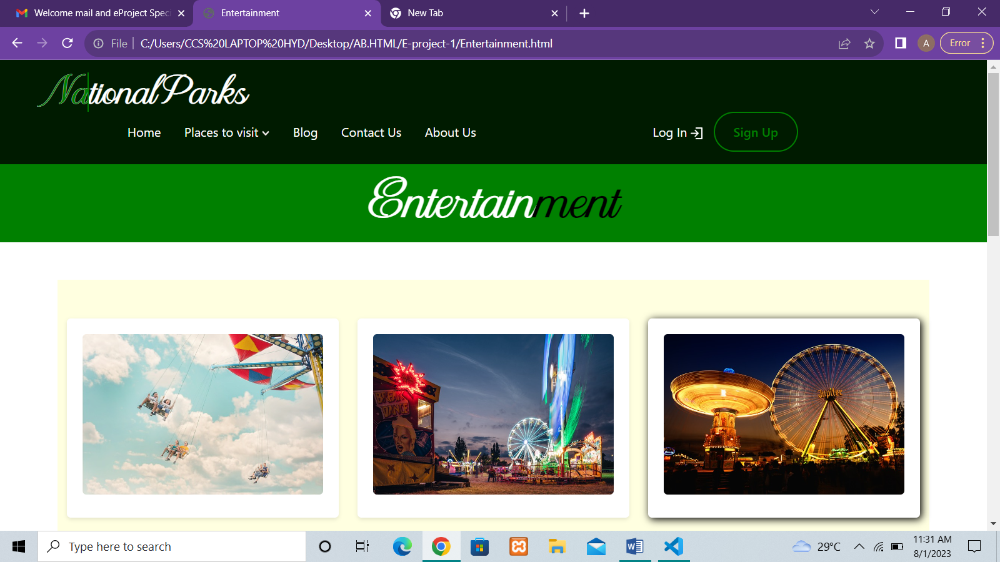 Welcome mail and eProject Speci
Entertainment
New Tab
File
C:/Users/CCS%20LAPTOP%20HYD/Desktop/AB.HTML/E-project-1/Entertainment.html
A
Error
NationalParks
Home
Places to visit
Blog
Contact Us
About Us
Log In
Sign Up
Entertainment
BREAK
DANCE
Jupiter
Type here to search
29°C
11:31 AM
8/1/2023